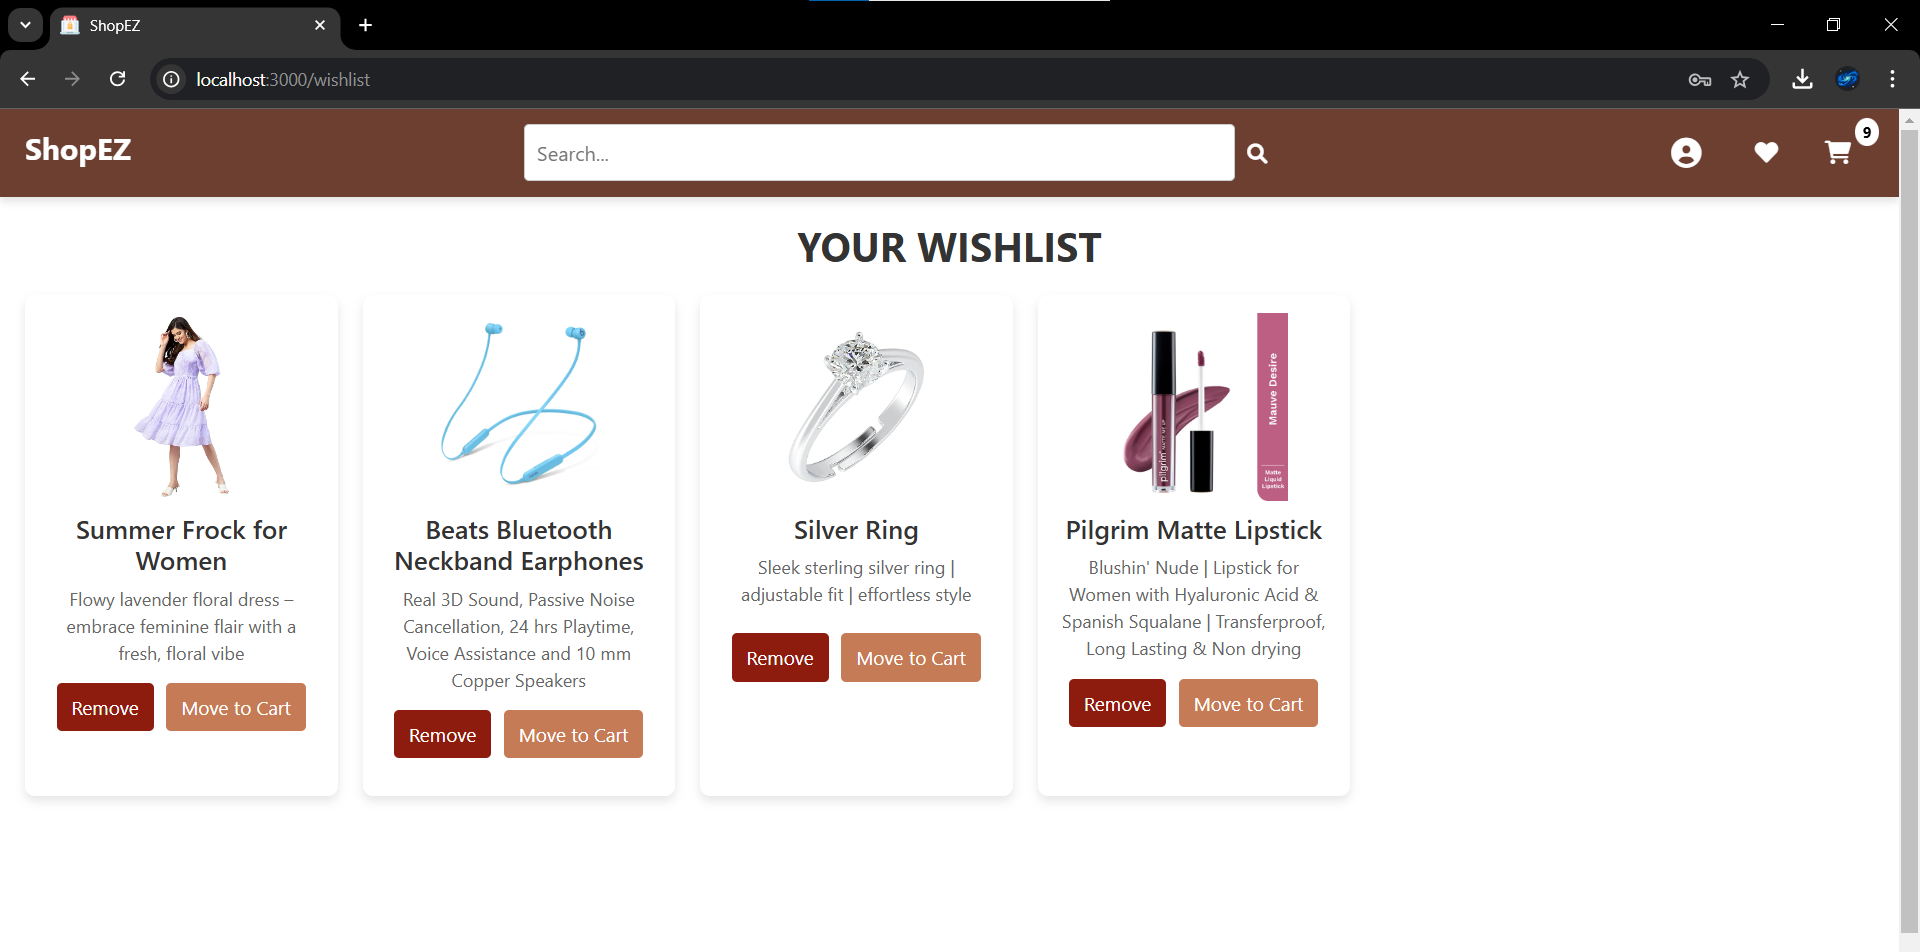 ShopEZ
localhost:3000/wishlist
ShopEZ
Search...
9
YOUR WISHLIST
Mauve Desire
pilgrim
Matte
Liquid
Lipstick
Summer Frock for
Women
Flowy lavender floral dress –
embrace feminine flair with a
fresh, floral vibe
Remove
Move to Cart
Beats Bluetooth
Neckband Earphones
Real 3D Sound, Passive Noise
Cancellation, 24 hrs Playtime,
Voice Assistance and 10 mm
Copper Speakers
Remove
Move to Cart
Silver Ring
Sleek sterling silver ring |
adjustable fit | effortless style
Remove
Move to Cart
Pilgrim Matte Lipstick
Blushin' Nude | Lipstick for
Women with Hyaluronic Acid &
Spanish Squalane | Transferproof,
Long Lasting & Non drying
Remove
Move to Cart